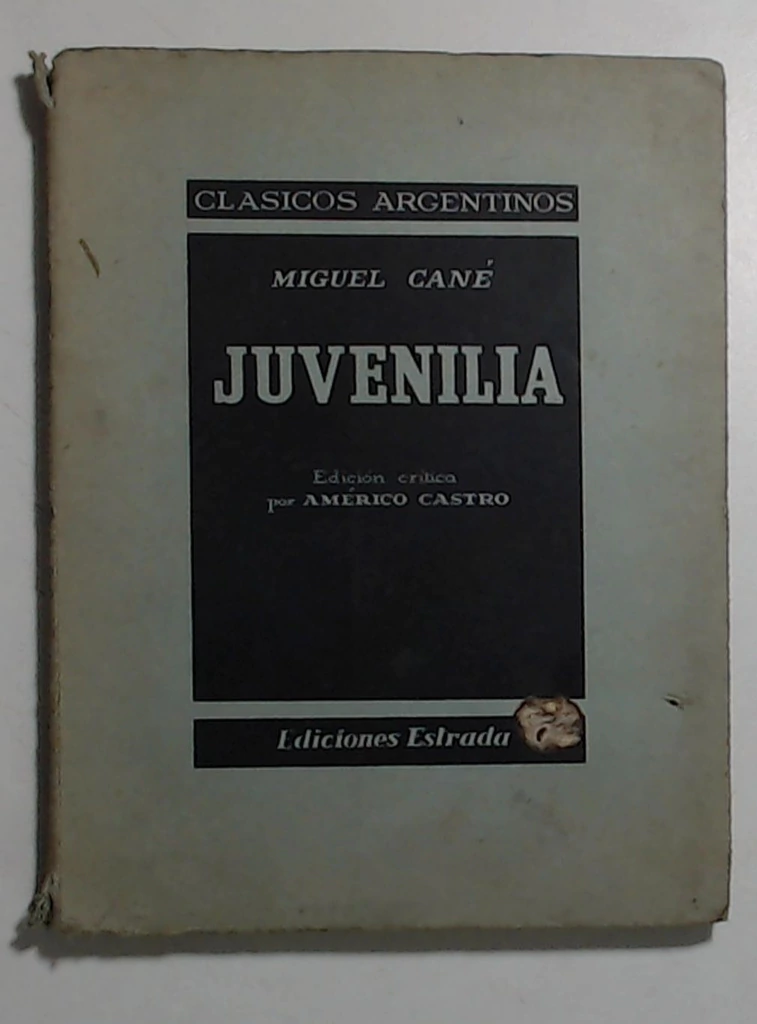 CLASICOS ARGENTINOS
MIGUEL CANÉ
JUVENILIA
Edición crítica
por AMÉRICO CASTRO
Ediciones Estrada